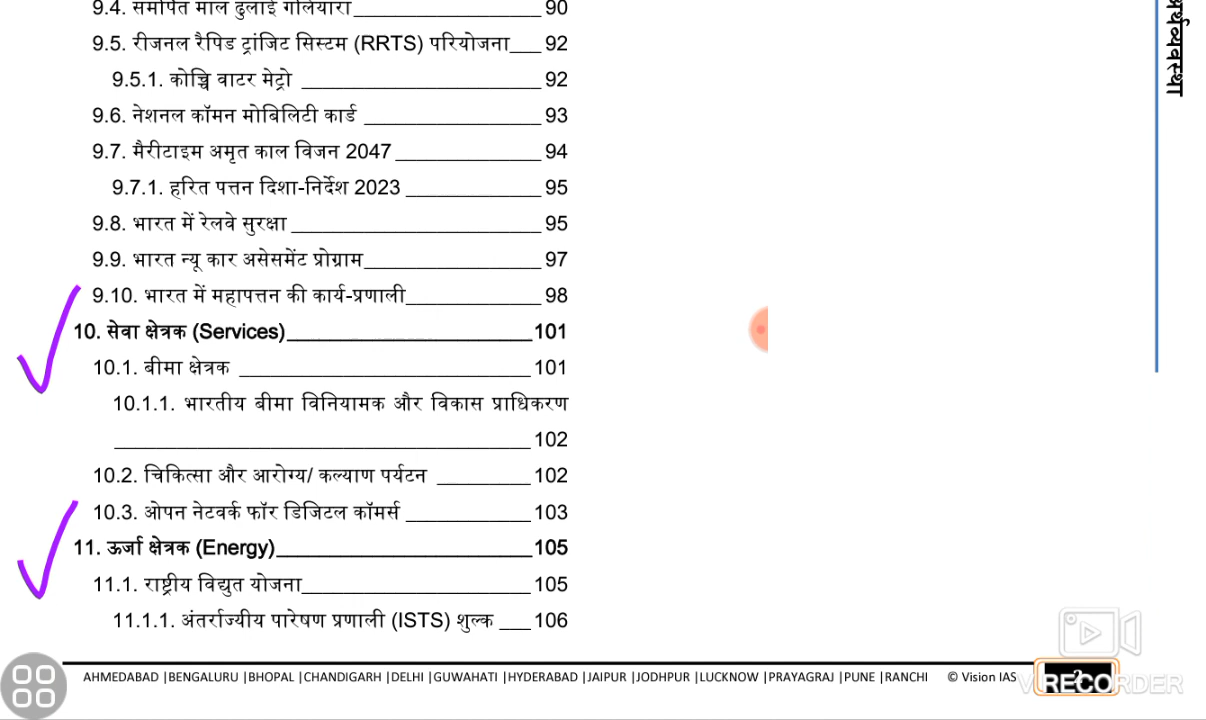 9.4. समर्पित माल ढुलाई गलियारा 90
9.5. रीजनल रैपिड ट्रांजिट सिस्टम (RRTS) परियोजना 92
9.5.1. कोच्चि वाटर मेट्रो 92
9.6. नेशनल कॉमन मोबिलिटी कार्ड 93
9.7. मैरीटाइम अमृत काल विजन 2047 94
9.7.1. हरित पत्तन दिशा-निर्देश 2023 95
9.8. भारत में रेलवे सुरक्षा 95
9.9. भारत न्यू कार असेसमेंट प्रोग्राम 97
9.10. भारत में महापत्तन की कार्य-प्रणाली 98
10. सेवा क्षेत्रक (Services) 101
10.1. बीमा क्षेत्रक 101
10.1.1. भारतीय बीमा विनियामक और विकास प्राधिकरण
102
10.2. चिकित्सा और आरोग्य/ कल्याण पर्यटन 102
10.3. ओपन नेटवर्क फॉर डिजिटल कॉमर्स 103
11. ऊर्जा क्षेत्रक (Energy) 105
11.1. राष्ट्रीय विद्युत योजना 105
11.1.1. अंतर्राज्यीय पारेषण प्रणाली (ISTS) शुल्क 106
AHMEDABAD |BENGALURU |BHOPAL |CHANDIGARH |DELHI |GUWAHATI |HYDERABAD |JAIPUR |JODHPUR |LUCKNOW |PRAYAGRAJ |PUNE |RANCHI © Vision IAS
2
V RECORDER